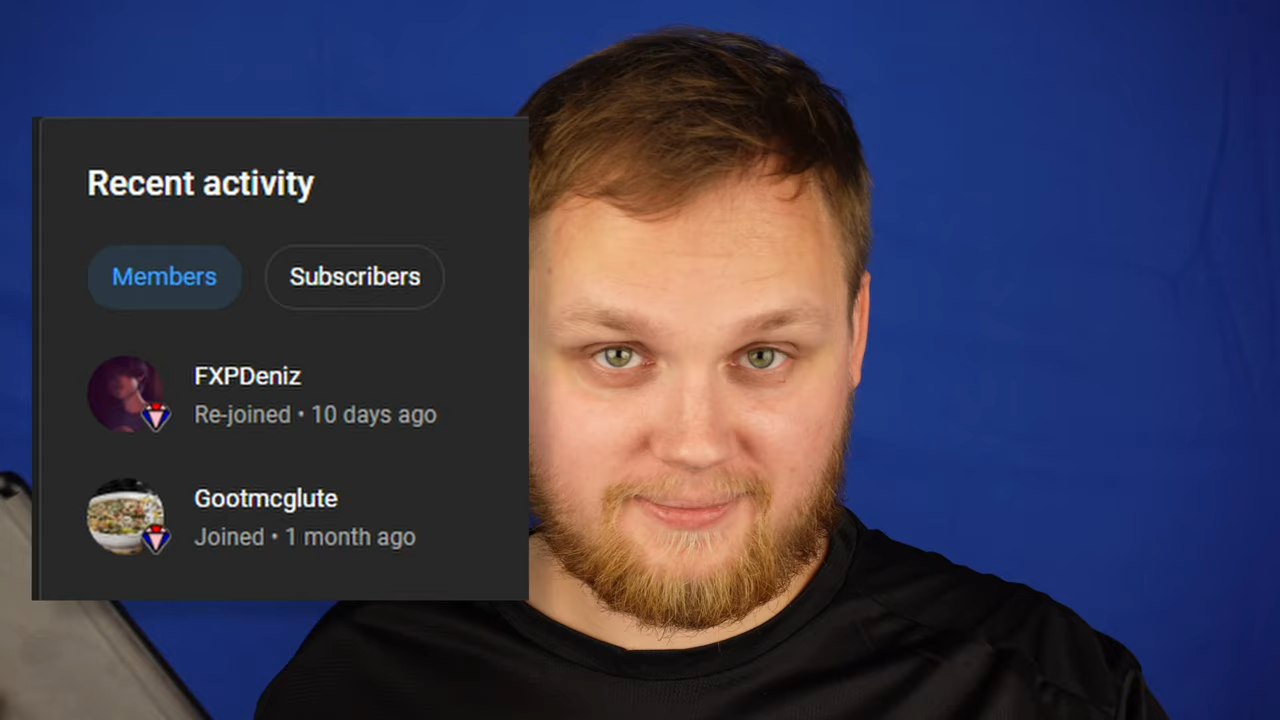 Recent activity
Members Subscribers
FXPDeniz
Re-joined • 10 days ago
Gootmcglute
Joined • 1 month ago